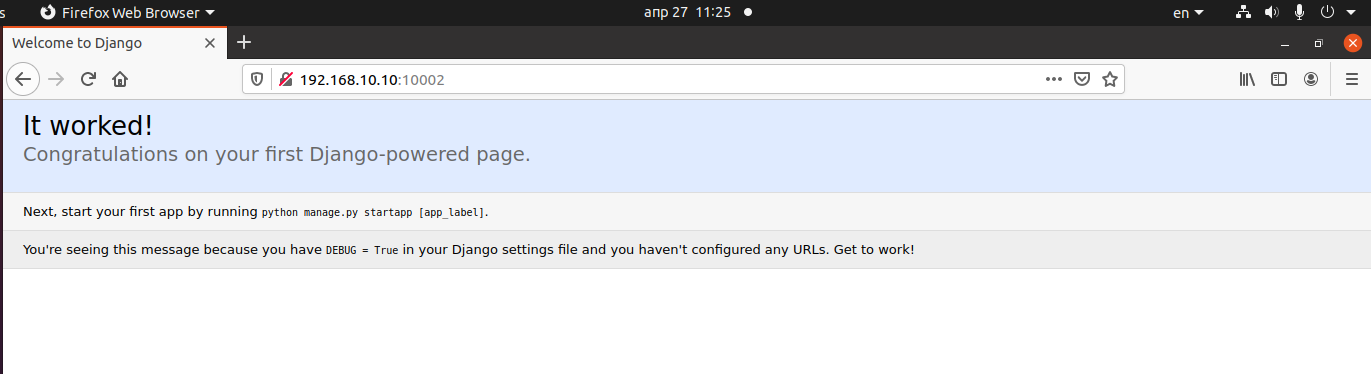 s Firefox Web Browser апр 27 11:25 en
Welcome to Django
192.168.10.10:10002
It worked!
Congratulations on your first Django-powered page.
Next, start your first app by running python manage.py startapp [app_label].
You're seeing this message because you have DEBUG = True in your Django settings file and you haven't configured any URLs. Get to work!